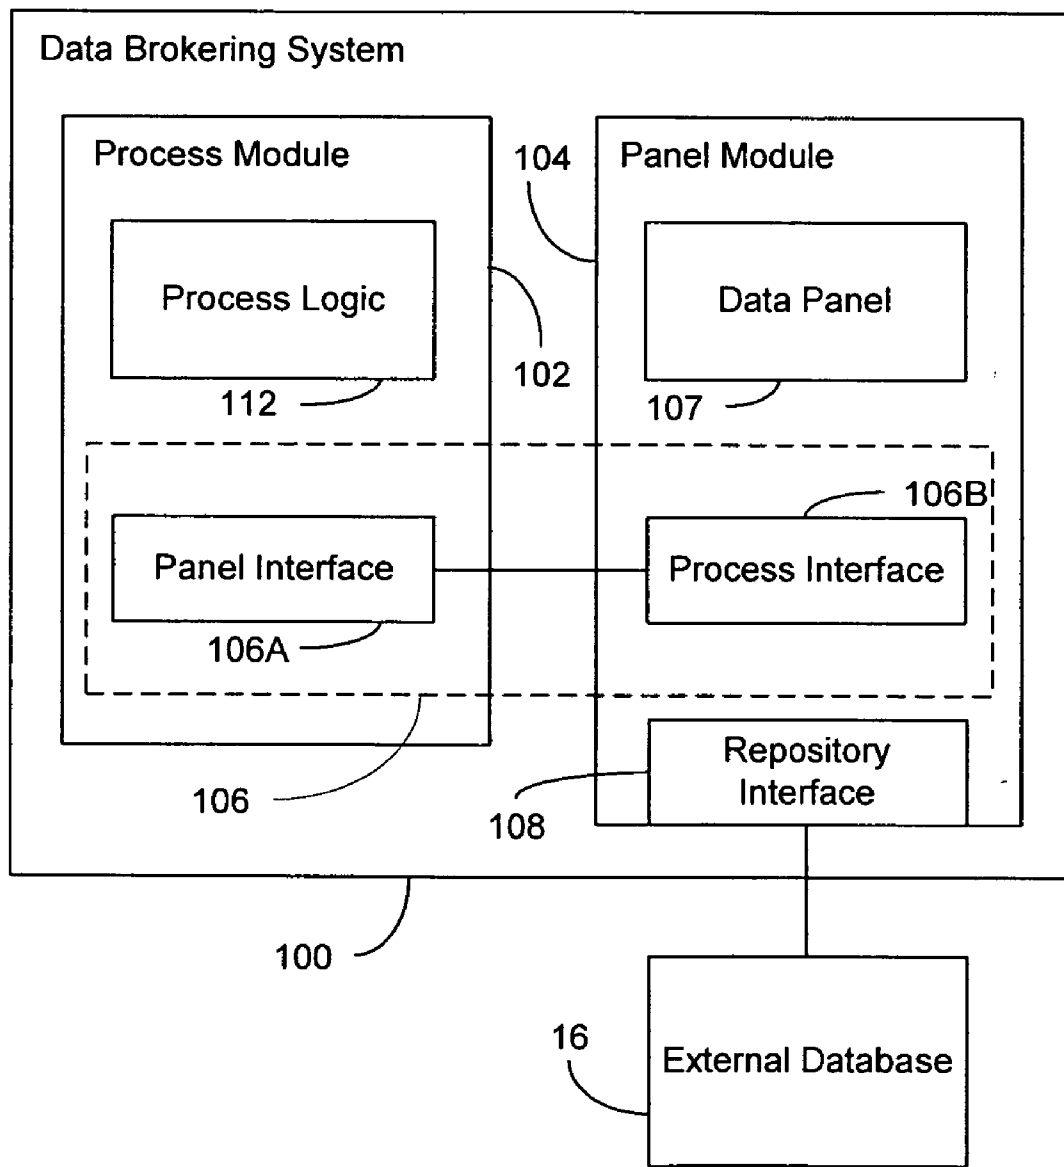 Data Brokering System
Process Module
104
Panel Module
Process Logic
Data Panel
102
112
107
106B
Panel Interface
Process Interface
106A
Repository
Interface
106
108
100
16
External Database